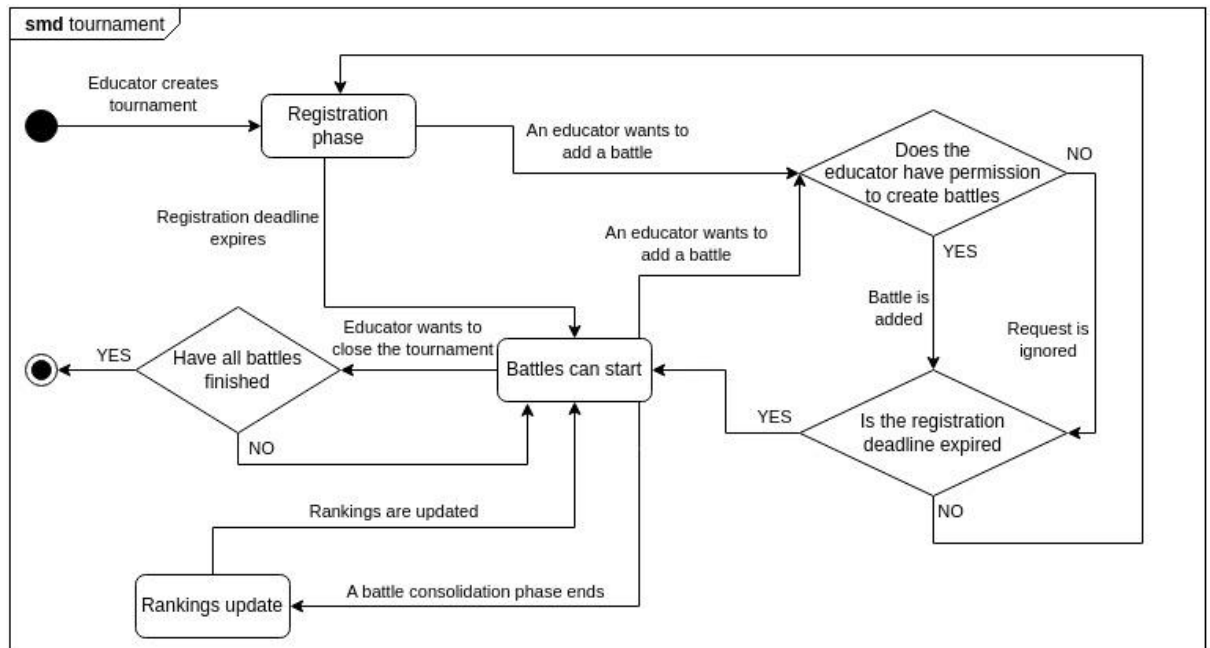 smd tournament
Educator creates
tournament
Registration
phase
An educator wants to
add a battle
Does the
educator have permission
to create battles
NO
Registration deadline
expires
An educator wants to
add a battle
YES
Battle is
added
Request is
ignored
Educator wants to
close the tournament
YES
Have all battles
finished
Battles can start
NO
YES
Is the registration
deadline expired
NO
Rankings are updated
Rankings update
A battle consolidation phase ends